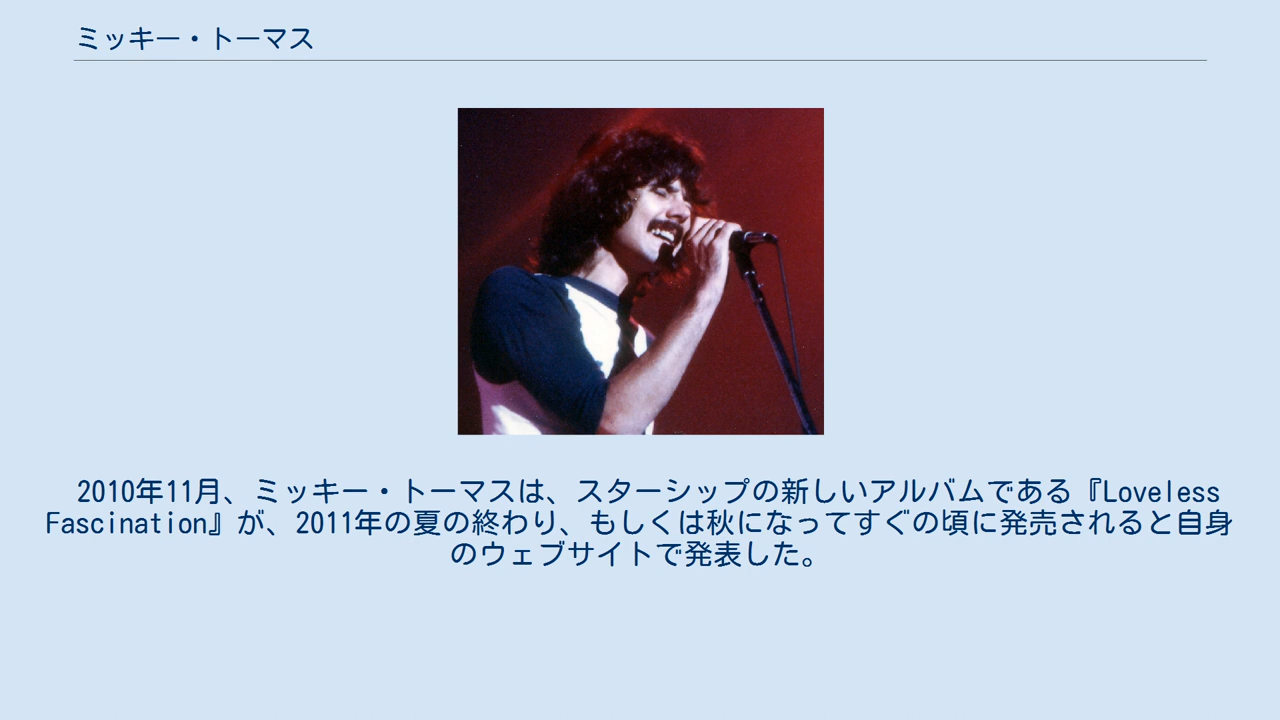 ミッキー・トーマス
2010年11月、ミッキー・トーマスは、スターシップの新しいアルバムである『Loveless
Fascination』が、2011年の夏の終わり、もしくは秋になってすぐの頃に発売されると自身
のウェブサイトで発表した。